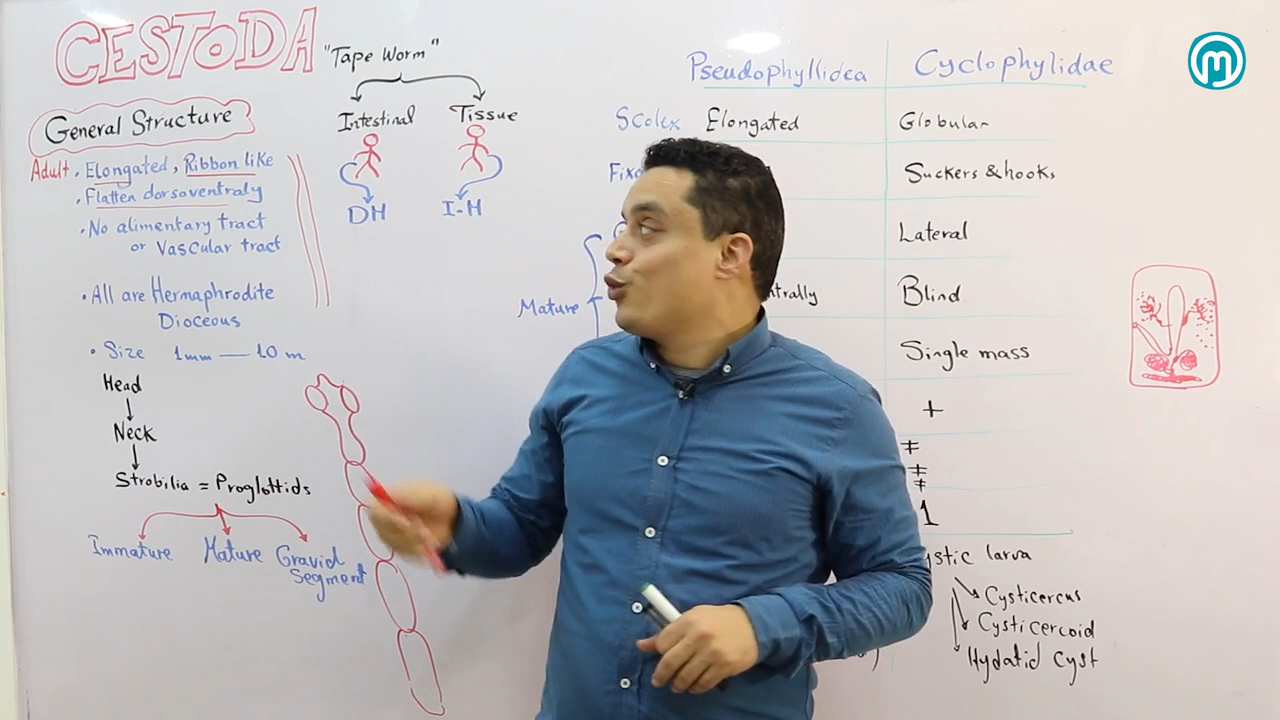 CESTODA
"Tape Worm"
Intestinal Tissue
DH I-H
General Structure
Adult . Elongated, Ribbon like
. Flatten dorsoventraly
. No alimentary tract
or Vascular tract
. All are Hermaphrodite
Dioceous
. Size 1mm — 10 m
Head
Neck
Strobilia = Proglottids
Immature Mature Gravid
Segment
Pseudophyllidea Cyclophylidae
Scolex Elongated Globular
Suckers & hooks
Lateral
Mature
Blind
Single mass
+
‡
‡
‡
1
larva
Cysticercus
Cysticercoid
Hydatid Cyst
m